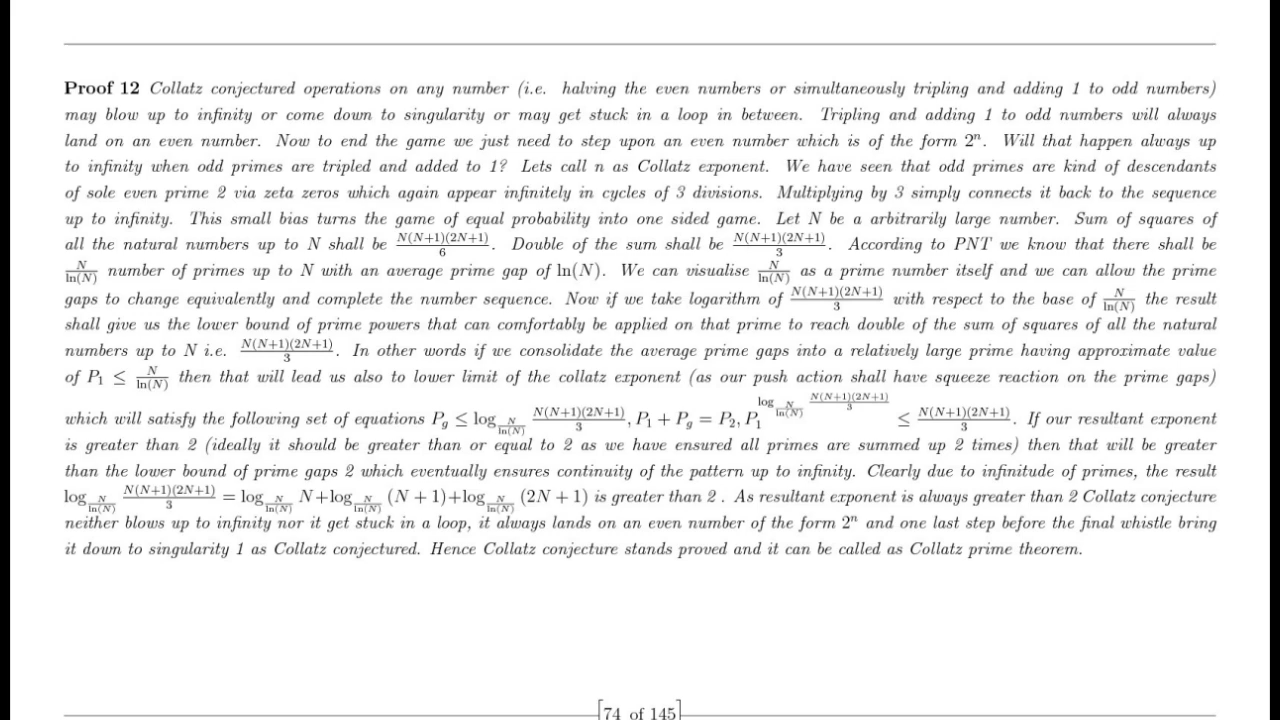 Proof 12 Collatz conjectured operations on any number (i.e. halving the even numbers or simultaneously tripling and adding 1 to odd numbers)
may blow up to infinity or come down to singularity or may get stuck in a loop in between. Tripling and adding 1 to odd numbers will always
land on an even number. Now to end the game we just need to step upon an even number which is of the form $2^n$. Will that happen always up
to infinity when odd primes are tripled and added to 1? Lets call n as Collatz exponent. We have seen that odd primes are kind of descendants
of sole even prime 2 via zeta zeros which again appear infinitely in cycles of 3 divisions. Multiplying by 3 simply connects it back to the sequence
up to infinity. This small bias turns the game of equal probability into one sided game. Let N be a arbitrarily large number. Sum of squares of
all the natural numbers up to N shall be $\frac{N(N+1)(2N+1)}{6}$. Double of the sum shall be $\frac{N(N+1)(2N+1)}{3}$. According to PNT we know that there shall be
$\frac{N}{\ln(N)}$ number of primes up to N with an average prime gap of $\ln(N)$. We can visualise $\frac{N}{\ln(N)}$ as a prime number itself and we can allow the prime
gaps to change equivalently and complete the number sequence. Now if we take logarithm of $\frac{N(N+1)(2N+1)}{3}$ with respect to the base of $\frac{N}{\ln(N)}$ the result
shall give us the lower bound of prime powers that can comfortably be applied on that prime to reach double of the sum of squares of all the natural
numbers up to N i.e. $\frac{N(N+1)(2N+1)}{3}$. In other words if we consolidate the average prime gaps into a relatively large prime having approximate value
of $P_1 \leq \frac{N}{\ln(N)}$ then that will lead us also to lower limit of the collatz exponent (as our push action shall have squeeze reaction on the prime gaps)
which will satisfy the following set of equations $P_g \leq \log_{\frac{N}{\ln(N)}} \frac{N(N+1)(2N+1)}{3}, P_1 + P_g = P_2, P_1^{\log_{\frac{N}{\ln(N)}} \frac{N(N+1)(2N+1)}{3}} \leq \frac{N(N+1)(2N+1)}{3}$. If our resultant exponent
is greater than 2 (ideally it should be greater than or equal to 2 as we have ensured all primes are summed up 2 times) then that will be greater
than the lower bound of prime gaps 2 which eventually ensures continuity of the pattern up to infinity. Clearly due to infinitude of primes, the result
$\log_{\frac{N}{\ln(N)}} \frac{N(N+1)(2N+1)}{3} = \log_{\frac{N}{\ln(N)}} N + \log_{\frac{N}{\ln(N)}} (N+1) + \log_{\frac{N}{\ln(N)}} (2N+1)$ is greater than 2 . As resultant exponent is always greater than 2 Collatz conjecture
neither blows up to infinity nor it get stuck in a loop, it always lands on an even number of the form $2^n$ and one last step before the final whistle bring
it down to singularity 1 as Collatz conjectured. Hence Collatz conjecture stands proved and it can be called as Collatz prime theorem.
[74 of 145]